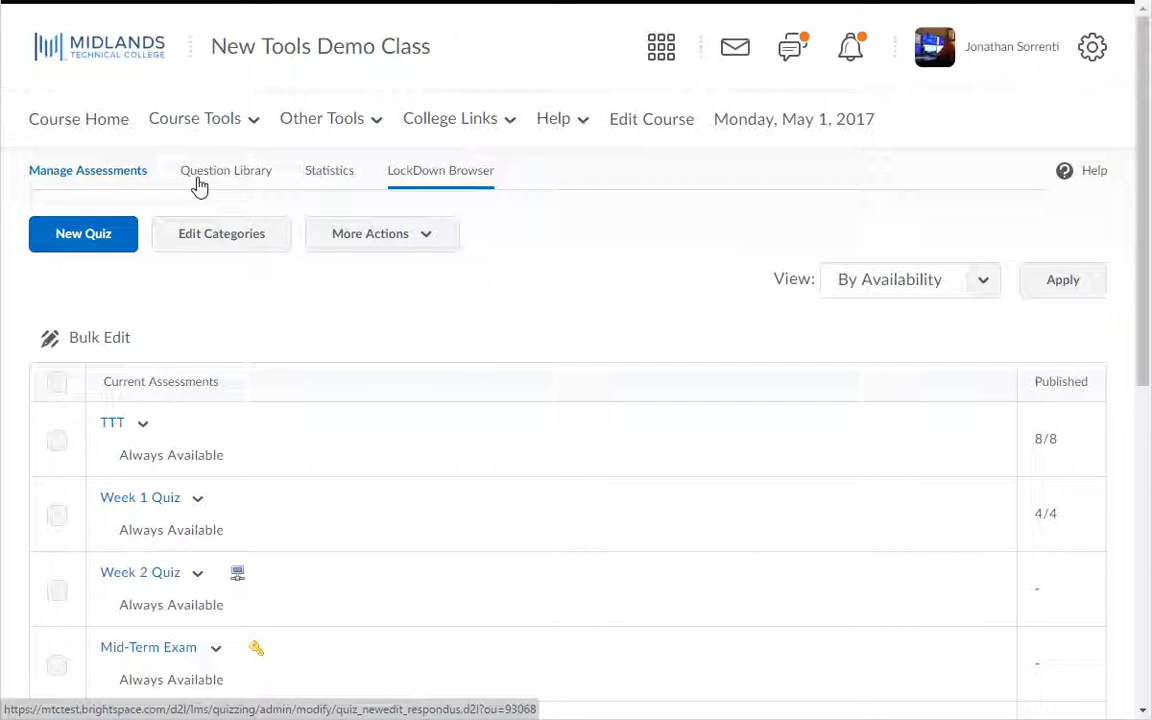 MIDLANDS
TECHNICAL COLLEGE
New Tools Demo Class
Jonathan Sorrenti
Course Home Course Tools Other Tools College Links Help Edit Course Monday, May 1, 2017
Manage Assessments Question Library Statistics LockDown Browser Help
New Quiz Edit Categories More Actions
View: By Availability Apply
Bulk Edit
Current Assessments Published
TTT
Always Available
8/8
Week 1 Quiz
Always Available
4/4
Week 2 Quiz
Always Available
-
Mid-Term Exam
Always Available
-
https://mtctest.brightspace.com/d2l/lms/quizzing/admin/modify/quiz_newedit_respondus.d2l?ou=93068